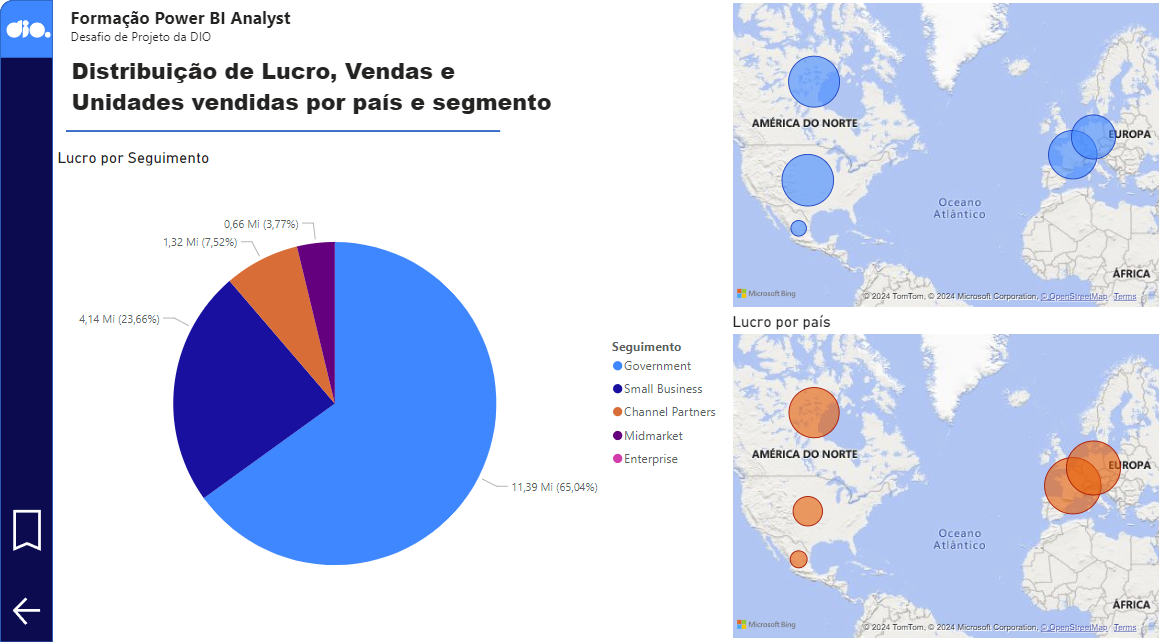 dio.
Formação Power BI Analyst
Desafio de Projeto da DIO
Distribuição de Lucro, Vendas e
Unidades vendidas por país e segmento
Lucro por Seguimento
0,66 Mi (3,77%)
1,32 Mi (7,52%)
4,14 Mi (23,66%)
11,39 Mi (65,04%)
Seguimento
Government
Small Business
Channel Partners
Midmarket
Enterprise
AMÉRICA DO NORTE
EUROPA
Oceano
Atlântico
ÁFRICA
Microsoft Bing
© 2024 TomTom, © 2024 Microsoft Corporation, © OpenStreetMap Terms
Lucro por país
AMÉRICA DO NORTE
EUROPA
Oceano
Atlântico
ÁFRICA
Microsoft Bing
© 2024 TomTom, © 2024 Microsoft Corporation, © OpenStreetMap Terms